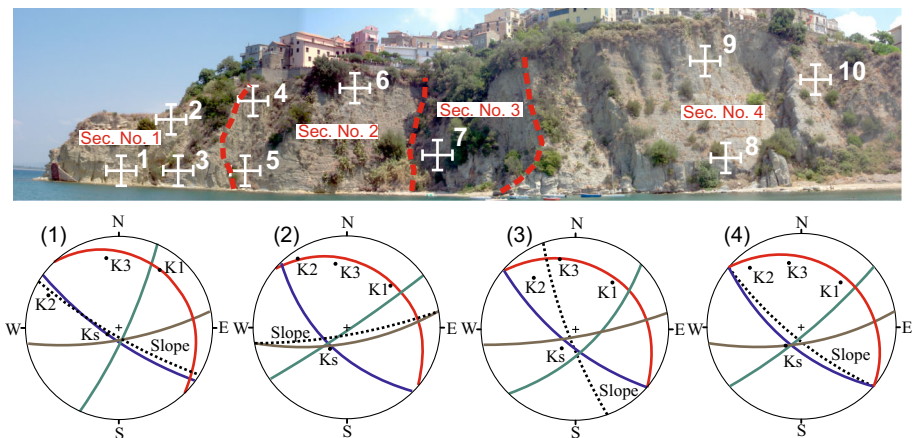 Sec. No. 1
Sec. No. 2
Sec. No. 3
Sec. No. 4
1
2
3
4
5
6
7
8
9
10
(1)
N
K3
K1
K2
W
Slope
Ks
S
(2)
N
K2
K3
K1
W
E
Slope
Ks
S
(3)
N
K3
K2
K1
W
E
Ks
Slope
S
(4)
N
K2
K3
K1
W
E
Ks
Slope
S